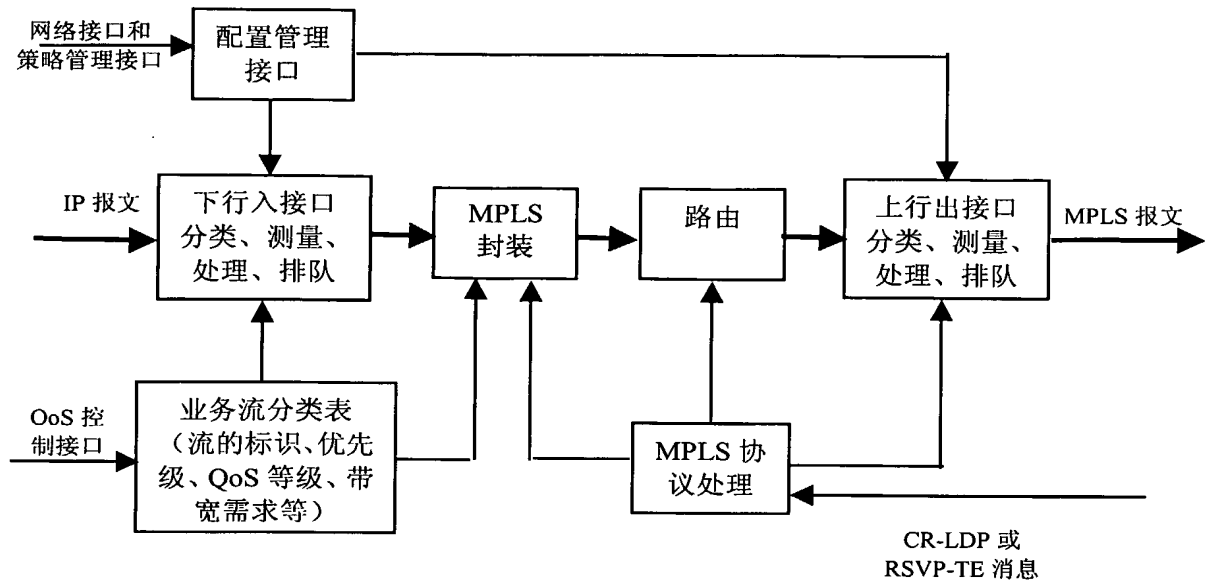 网络接口和
策略管理接口
配置管理
接口
IP 报文
下行入接口
分类、测量、
处理、排队
MPLS
封装
路由
上行出接口
分类、测量、
处理、排队
MPLS 报文
OoS 控
制接口
业务流分类表
（流的标识、优先
级、QoS 等级、带
宽需求等）
MPLS 协
议处理
CR-LDP 或
RSVP-TE 消息